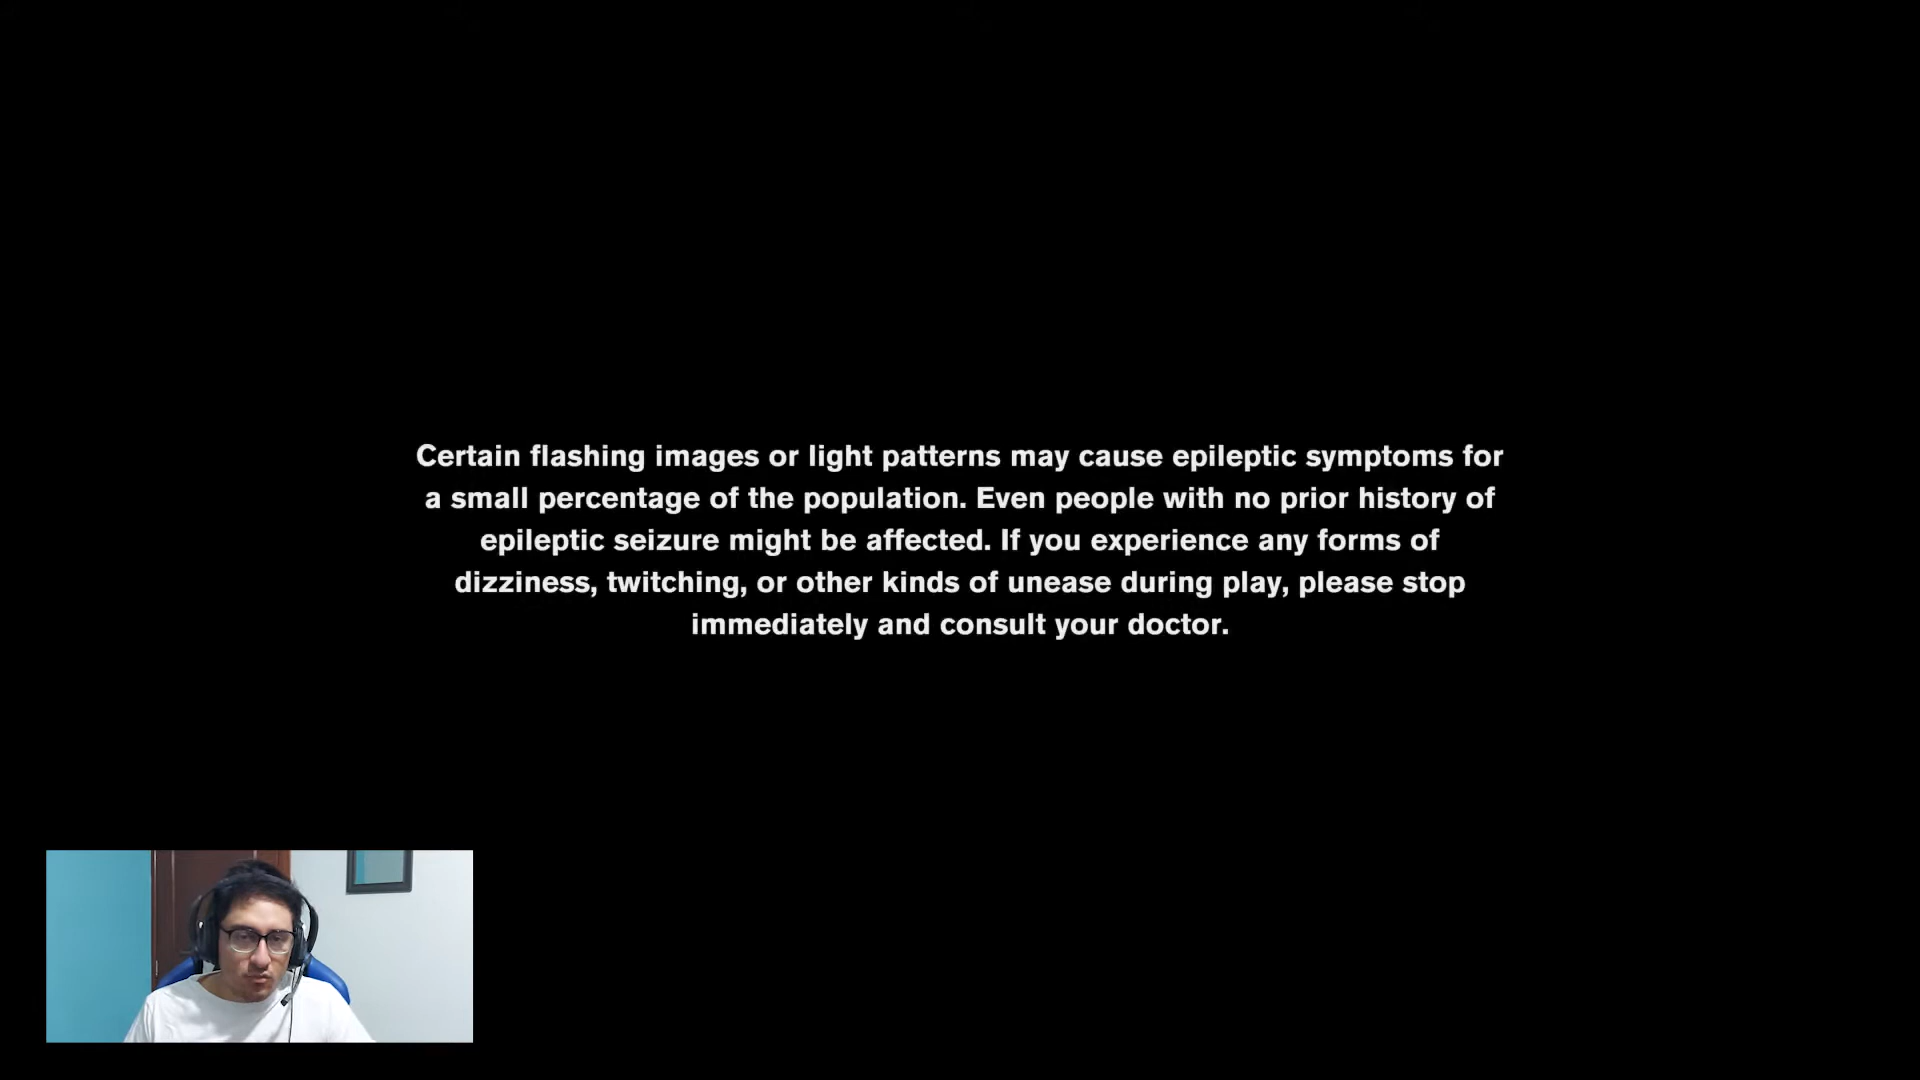 Certain flashing images or light patterns may cause epileptic symptoms for
a small percentage of the population. Even people with no prior history of
epileptic seizure might be affected. If you experience any forms of
dizziness, twitching, or other kinds of unease during play, please stop
immediately and consult your doctor.